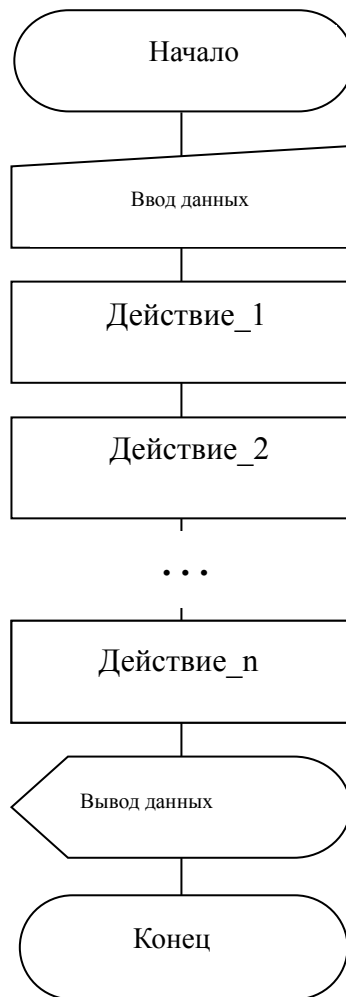 Начало
Ввод данных
Действие_1
Действие_2
...
Действие_n
Вывод данных
Конец